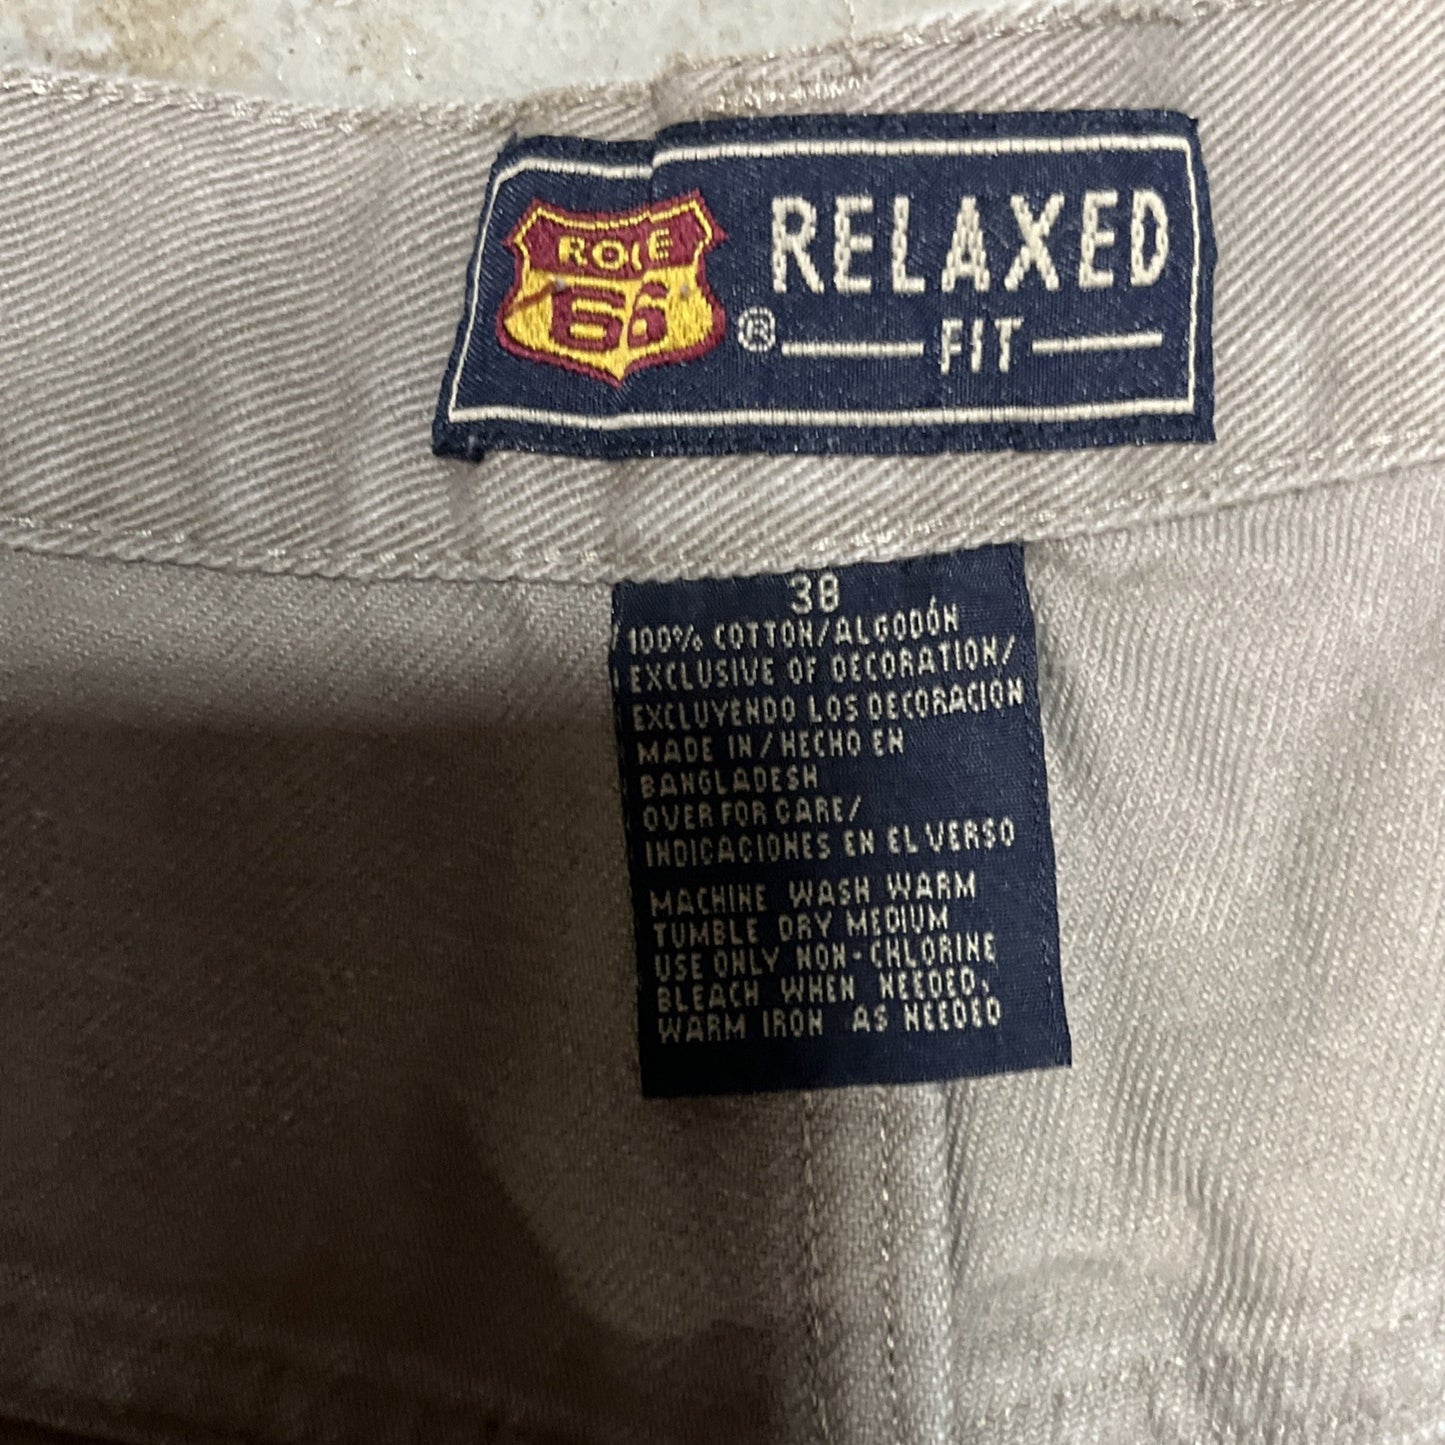 66
® RELAXED
FIT
38
100% COTTON/ALGODÓN
EXCLUSIVE OF DECORATION/
EXCLUYENDO LOS DECORACION
MADE IN/HECHO EN
BANGLADESH
OVER FOR CARE/
INDICACIONES EN EL VERSO
MACHINE WASH WARM
TUMBLE DRY MEDIUM
USE ONLY NON-CHLORINE
BLEACH WHEN NEEDED.
WARM IRON AS NEEDED